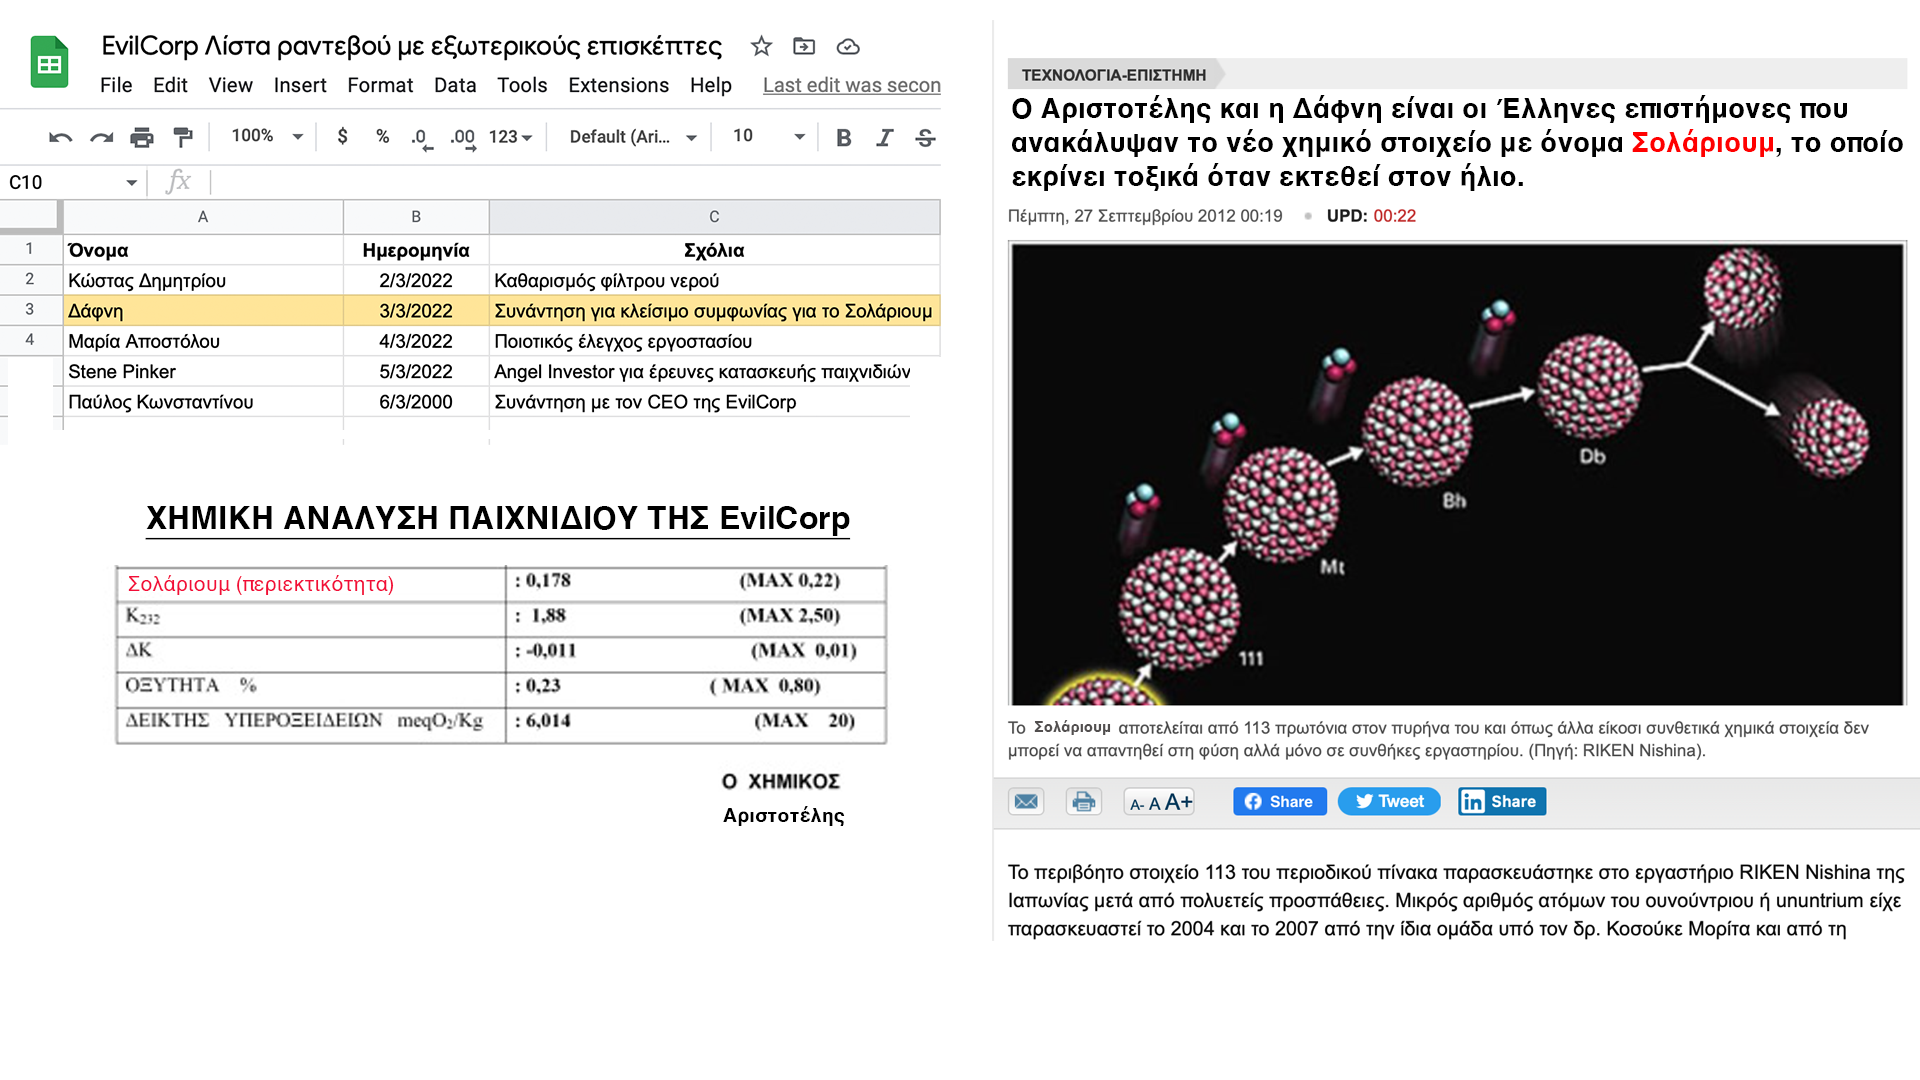 EvilCorp Λίστα ραντεβού με εξωτερικούς επισκέπτες
File Edit View Insert Format Data Tools Extensions Help Last edit was secon
100% $ % .0 .00 123 Default (Ari... 10 B I S
C10 fx
A B C
1 Όνομα Ημερομηνία Σχόλια
2 Κώστας Δημητρίου 2/3/2022 Καθαρισμός φίλτρου νερού
3 Δάφνη 3/3/2022 Συνάντηση για κλείσιμο συμφωνίας για το Σολάριουμ
4 Μαρία Αποστόλου 4/3/2022 Ποιοτικός έλεγχος εργοστασίου
Stene Pinker 5/3/2022 Angel Investor για έρευνες κατασκευής παιχνιδιών
Παύλος Κωνσταντίνου 6/3/2000 Συνάντηση με τον CEO της EvilCorp
ΧΗΜΙΚΗ ΑΝΑΛΥΣΗ ΠΑΙΧΝΙΔΙΟΥ ΤΗΣ EvilCorp
Σολάριουμ (περιεκτικότητα) : 0,178 (MAX 0,22)
K232 : 1,88 (MAX 2,50)
ΔΚ : -0,011 (MAX 0,01)
ΟΞΥΤΗΤΑ % : 0,23 ( MAX 0,80)
ΔΕΙΚΤΗΣ ΥΠΕΡΟΞΕΙΔΕΙΩΝ meqO2/Kg : 6,014 (MAX 20)
Ο ΧΗΜΙΚΟΣ
Αριστοτέλης
ΤΕΧΝΟΛΟΓΙΑ-ΕΠΙΣΤΗΜΗ
Ο Αριστοτέλης και η Δάφνη είναι οι Έλληνες επιστήμονες που
ανακάλυψαν το νέο χημικό στοιχείο με όνομα Σολάριουμ, το οποίο
εκρίνει τοξικά όταν εκτεθεί στον ήλιο.
Πέμπτη, 27 Σεπτεμβρίου 2012 00:19 • UPD: 00:22
Db
Bh
Mt
111
Το Σολάριουμ αποτελείται από 113 πρωτόνια στον πυρήνα του και όπως άλλα είκοσι συνθετικά χημικά στοιχεία δεν
μπορεί να απαντηθεί στη φύση αλλά μόνο σε συνθήκες εργαστηρίου. (Πηγή: RIKEN Nishina).
A- A A+ Share Tweet in Share
Το περιβόητο στοιχείο 113 του περιοδικού πίνακα παρασκευάστηκε στο εργαστήριο RIKEN Nishina της
Ιαπωνίας μετά από πολυετείς προσπάθειες. Μικρός αριθμός ατόμων του ουνούντριου ή ununtrium είχε
παρασκευαστεί το 2004 και το 2007 από την ίδια ομάδα υπό τον δρ. Κοσούκε Μορίτα και από τη